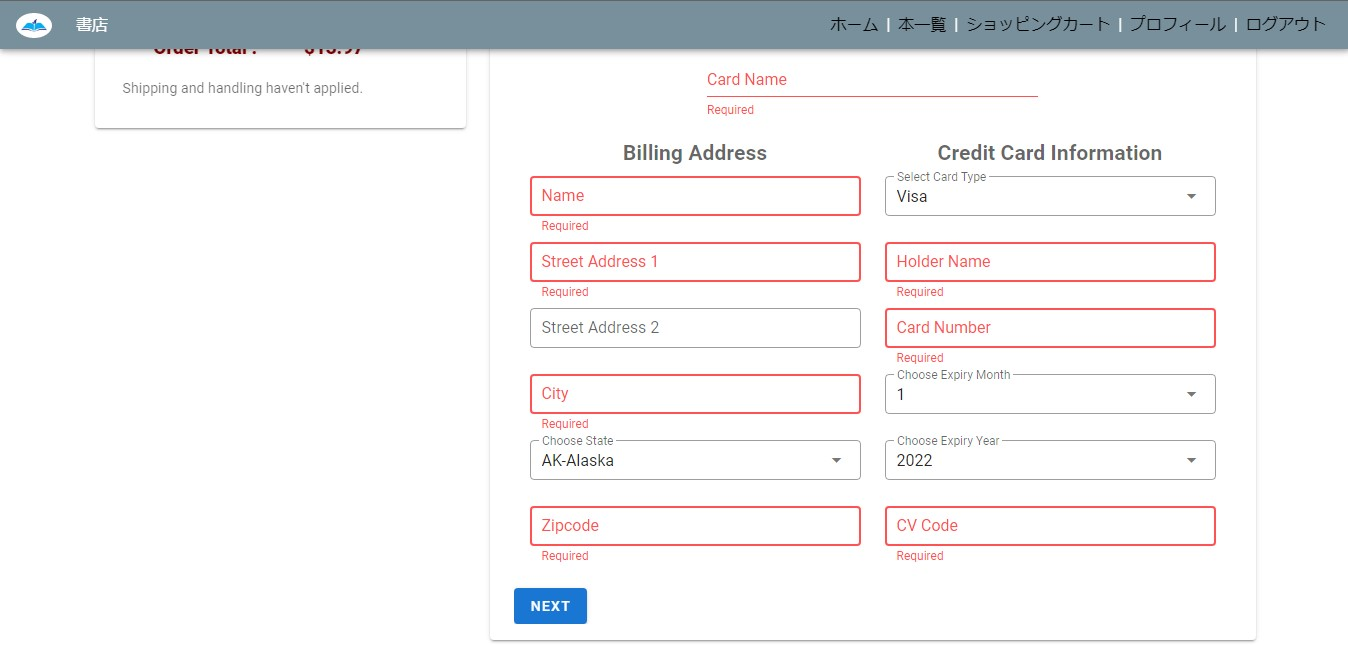 書店
ホーム | 本一覧 | ショッピングカート | プロフィール | ログアウト
Order Total : $15.97
Shipping and handling haven't applied.
Card Name
Required
Billing Address
Name
Required
Street Address 1
Required
Street Address 2
City
Required
Choose State
AK-Alaska
Zipcode
Required
Credit Card Information
Select Card Type
Visa
Holder Name
Required
Card Number
Required
Choose Expiry Month
1
Choose Expiry Year
2022
CV Code
Required
NEXT